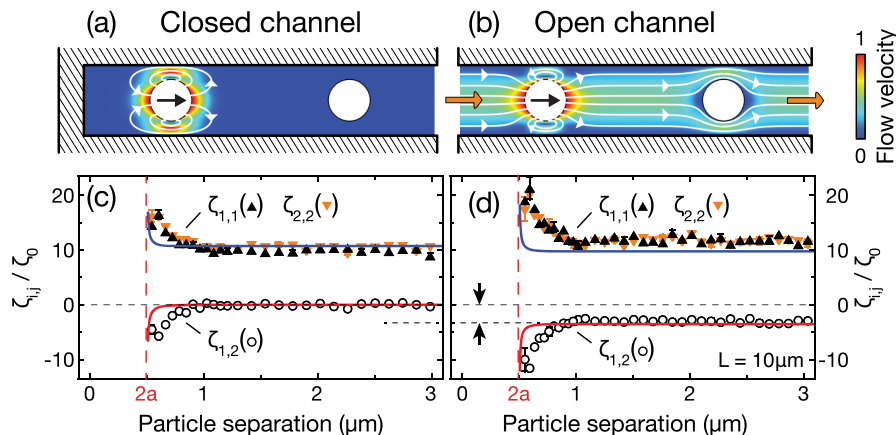 (a) Closed channel
(b) Open channel
1
0
Flow velocity
(c)
ζ1,1(▲) ζ2,2(▼)
ζ1,2(○)
20
10
0
-10
ζi,j / ζ0
0 2a 1 2 3
Particle separation (µm)
(d)
ζ1,1(▲) ζ2,2(▼)
ζ1,2(○)
L = 10µm
20
10
0
-10
ζi,j / ζ0
0 2a 1 2 3
Particle separation (µm)